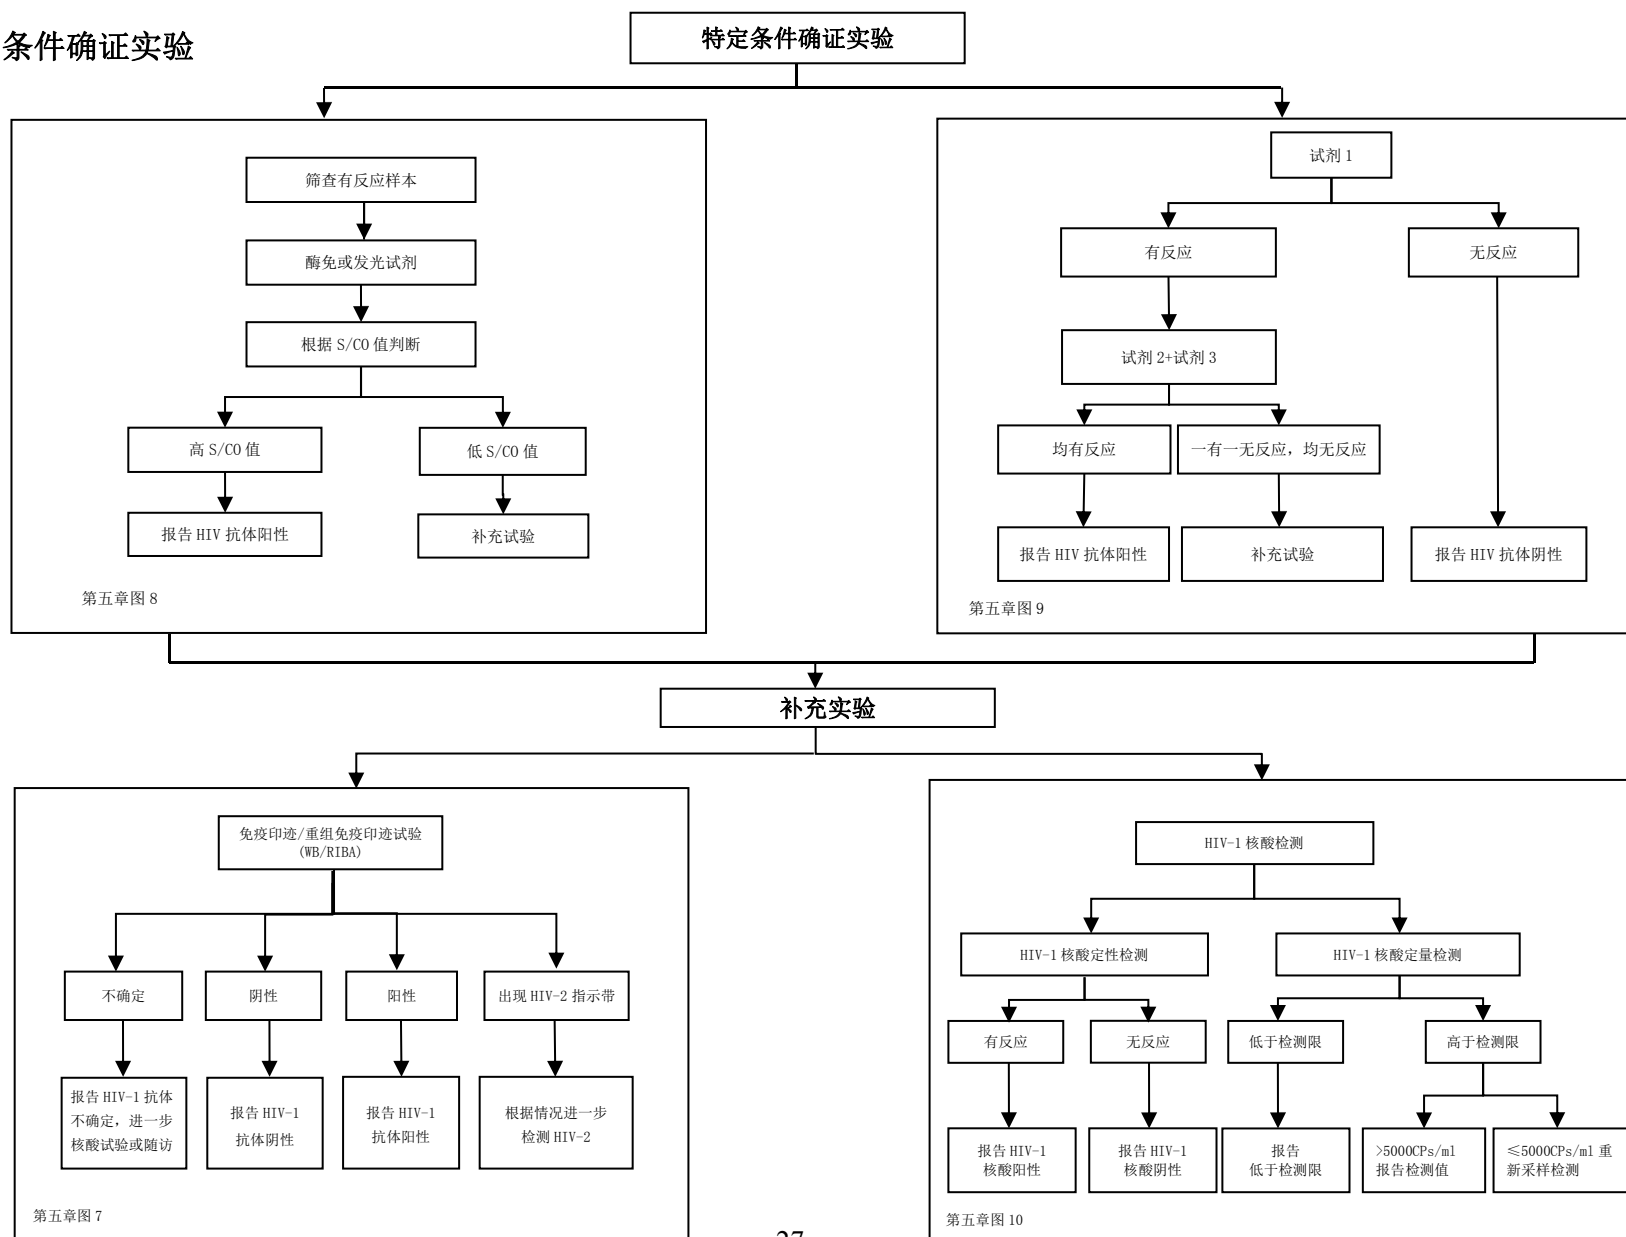 条件确证实验
特定条件确证实验
筛查有反应样本
酶免或发光试剂
根据 S/CO 值判断
高 S/CO 值
低 S/CO 值
报告 HIV 抗体阳性
补充试验
第五章图 8
试剂 1
有反应
无反应
试剂 2+试剂 3
均有反应
一有一无反应，均无反应
报告 HIV 抗体阳性
补充试验
报告 HIV 抗体阴性
第五章图 9
补充实验
免疫印迹/重组免疫印迹试验
(WB/RIBA)
不确定
阴性
阳性
出现 HIV-2 指示带
报告 HIV-1 抗体
不确定，进一步
核酸试验或随访
报告 HIV-1
抗体阴性
报告 HIV-1
抗体阳性
根据情况进一步
检测 HIV-2
第五章图 7
HIV-1 核酸检测
HIV-1 核酸定性检测
HIV-1 核酸定量检测
有反应
无反应
低于检测限
高于检测限
报告 HIV-1
核酸阳性
报告 HIV-1
核酸阴性
报告
低于检测限
>5000CPs/ml
报告检测值
≤5000CPs/ml 重
新采样检测
第五章图 10
27